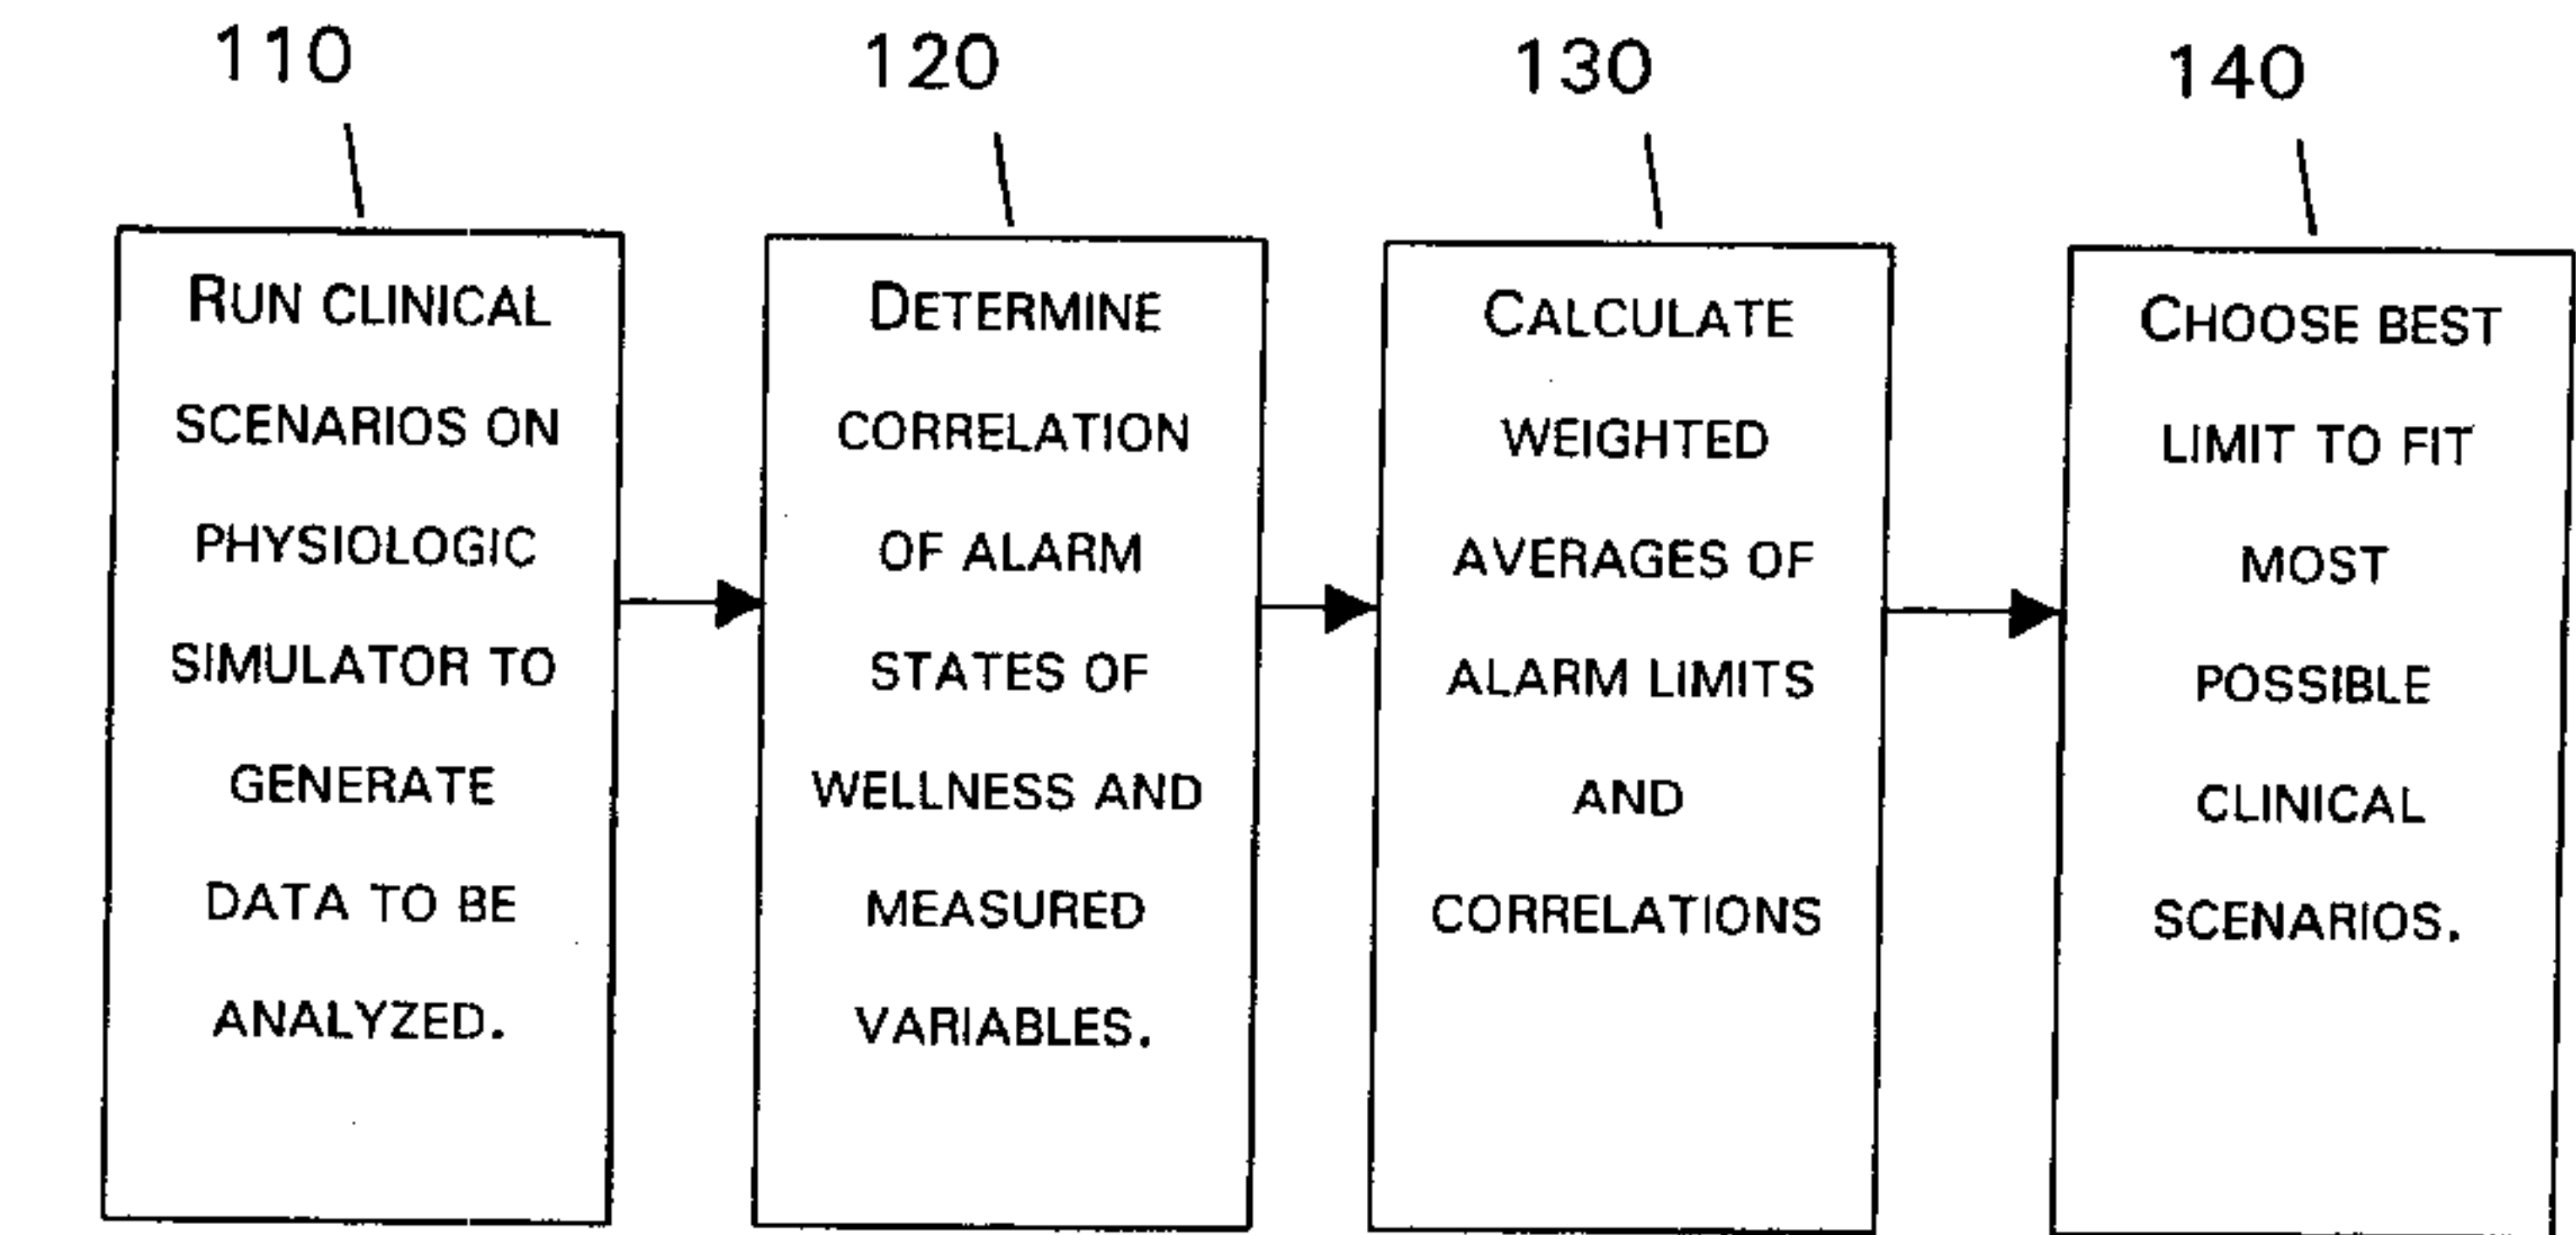 110
120
130
140
RUN CLINICAL
SCENARIOS ON
PHYSIOLOGIC
SIMULATOR TO
GENERATE
DATA TO BE
ANALYZED.
DETERMINE
CORRELATION
OF ALARM
STATES OF
WELLNESS AND
MEASURED
VARIABLES.
CALCULATE
WEIGHTED
AVERAGES OF
ALARM LIMITS
AND
CORRELATIONS
CHOOSE BEST
LIMIT TO FIT
MOST
POSSIBLE
CLINICAL
SCENARIOS.